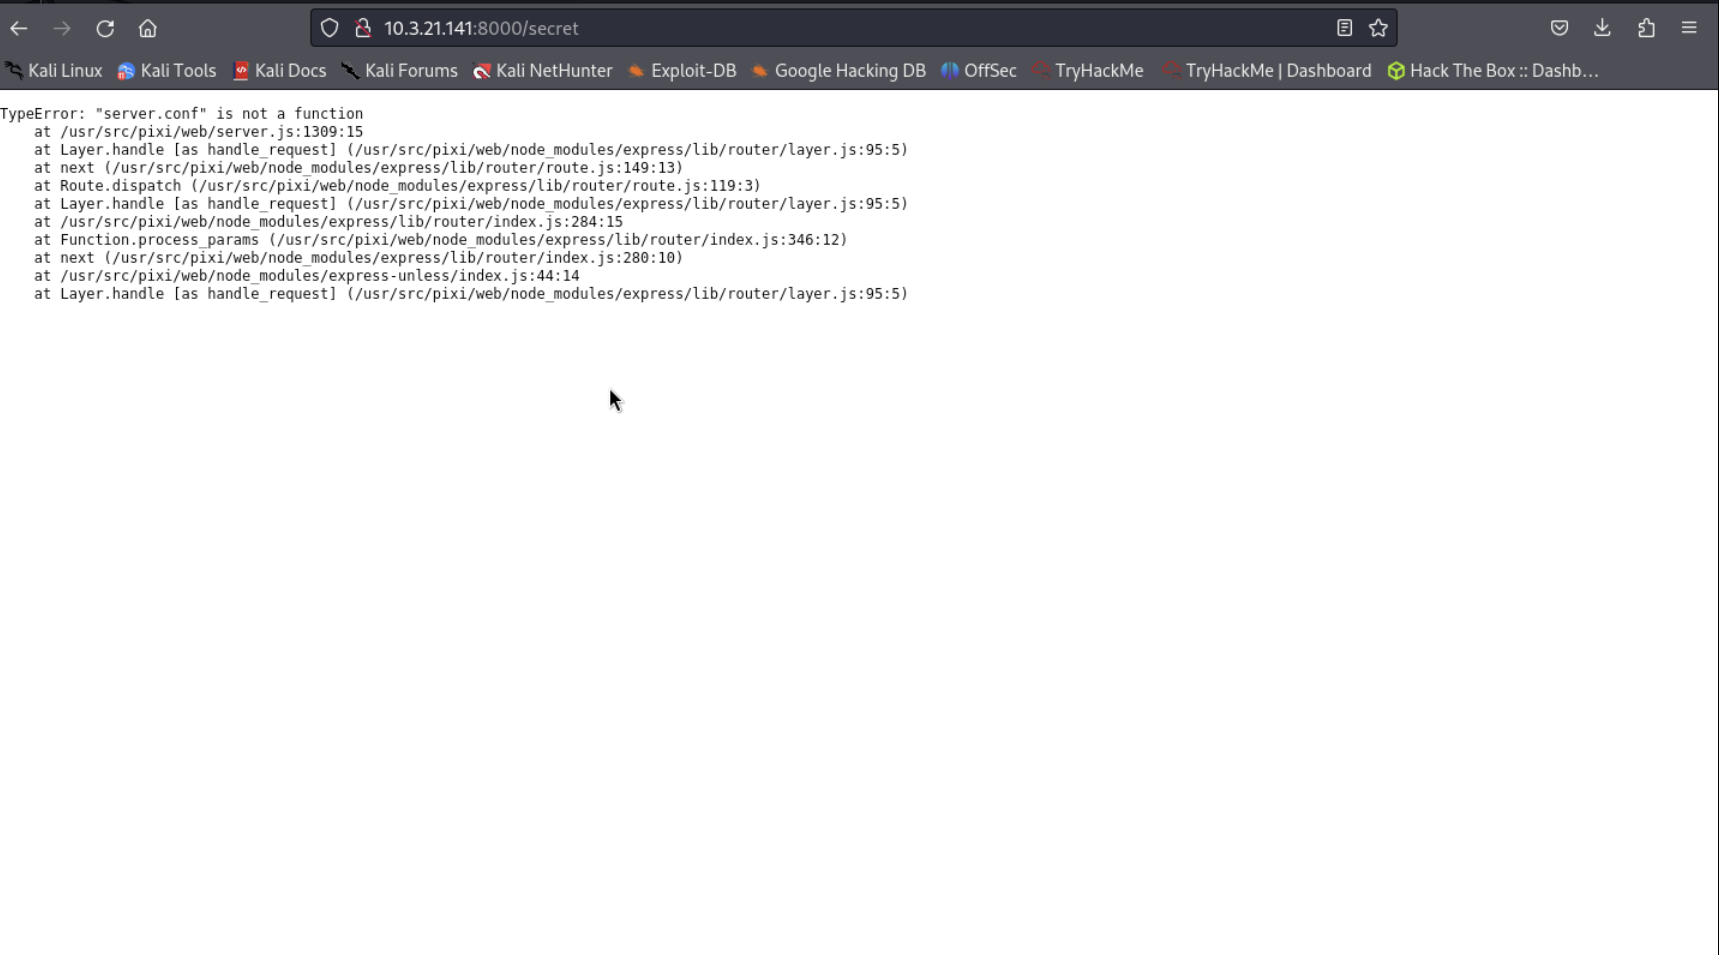 10.3.21.141:8000/secret
Kali Linux Kali Tools Kali Docs Kali Forums Kali NetHunter Exploit-DB Google Hacking DB OffSec TryHackMe TryHackMe | Dashboard Hack The Box :: Dashb...
TypeError: "server.conf" is not a function
    at /usr/src/pixi/web/server.js:1309:15
    at Layer.handle [as handle_request] (/usr/src/pixi/web/node_modules/express/lib/router/layer.js:95:5)
    at next (/usr/src/pixi/web/node_modules/express/lib/router/route.js:149:13)
    at Route.dispatch (/usr/src/pixi/web/node_modules/express/lib/router/route.js:119:3)
    at Layer.handle [as handle_request] (/usr/src/pixi/web/node_modules/express/lib/router/layer.js:95:5)
    at /usr/src/pixi/web/node_modules/express/lib/router/index.js:284:15
    at Function.process_params (/usr/src/pixi/web/node_modules/express/lib/router/index.js:346:12)
    at next (/usr/src/pixi/web/node_modules/express/lib/router/index.js:280:10)
    at /usr/src/pixi/web/node_modules/express-unless/index.js:44:14
    at Layer.handle [as handle_request] (/usr/src/pixi/web/node_modules/express/lib/router/layer.js:95:5)